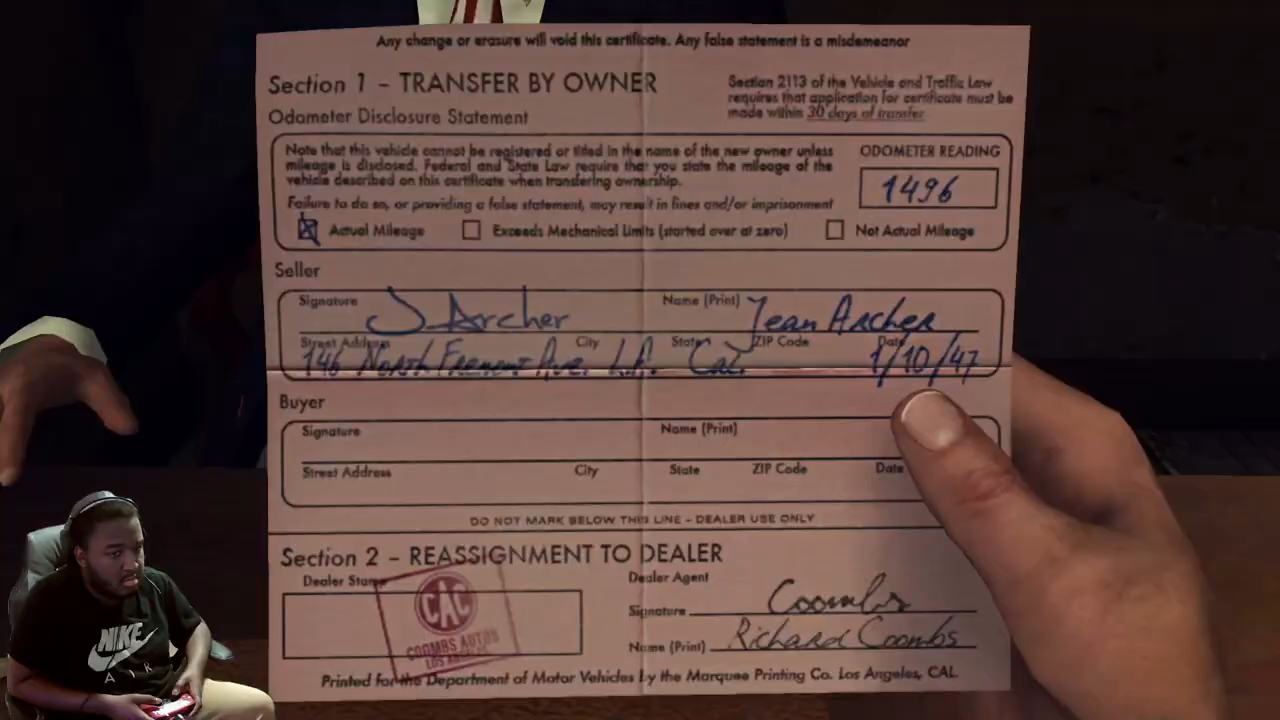 Any change or erasure will void this certificate. Any false statement is a misdemeanor
Section 1 - TRANSFER BY OWNER
Section 2113 of the Vehicle and Traffic Law
requires that application for certificate must be
made within 30 days of transfer
Odometer Disclosure Statement
Note that this vehicle cannot be registered or titled in the name of the new owner unless
mileage is disclosed. Federal and State Law require that you state the mileage of the
vehicle described on this certificate when transfering ownership.
Failure to do so, or providing a false statement, may result in fines and/or imprisonment
ODOMETER READING
1496
Actual Mileage Exceeds Mechanical Limits (started over at zero) Not Actual Mileage
Seller
Signature J Archer Name (Print) Jean Archer
Street Address City State ZIP Code Date
146 North Fremont Ave. L.A. Cal. 1/10/47
Buyer
Signature Name (Print)
Street Address City State ZIP Code Date
DO NOT MARK BELOW THIS LINE - DEALER USE ONLY
Section 2 - REASSIGNMENT TO DEALER
Dealer Stamp
CAC
COOMBS AUTOS
LOS ANGELES
Dealer Agent
Signature Coombs
Name (Print) Richard Coombs
Printed for the Department of Motor Vehicles by the Marquee Printing Co. Los Angeles, CAL.
NIKE
AIR